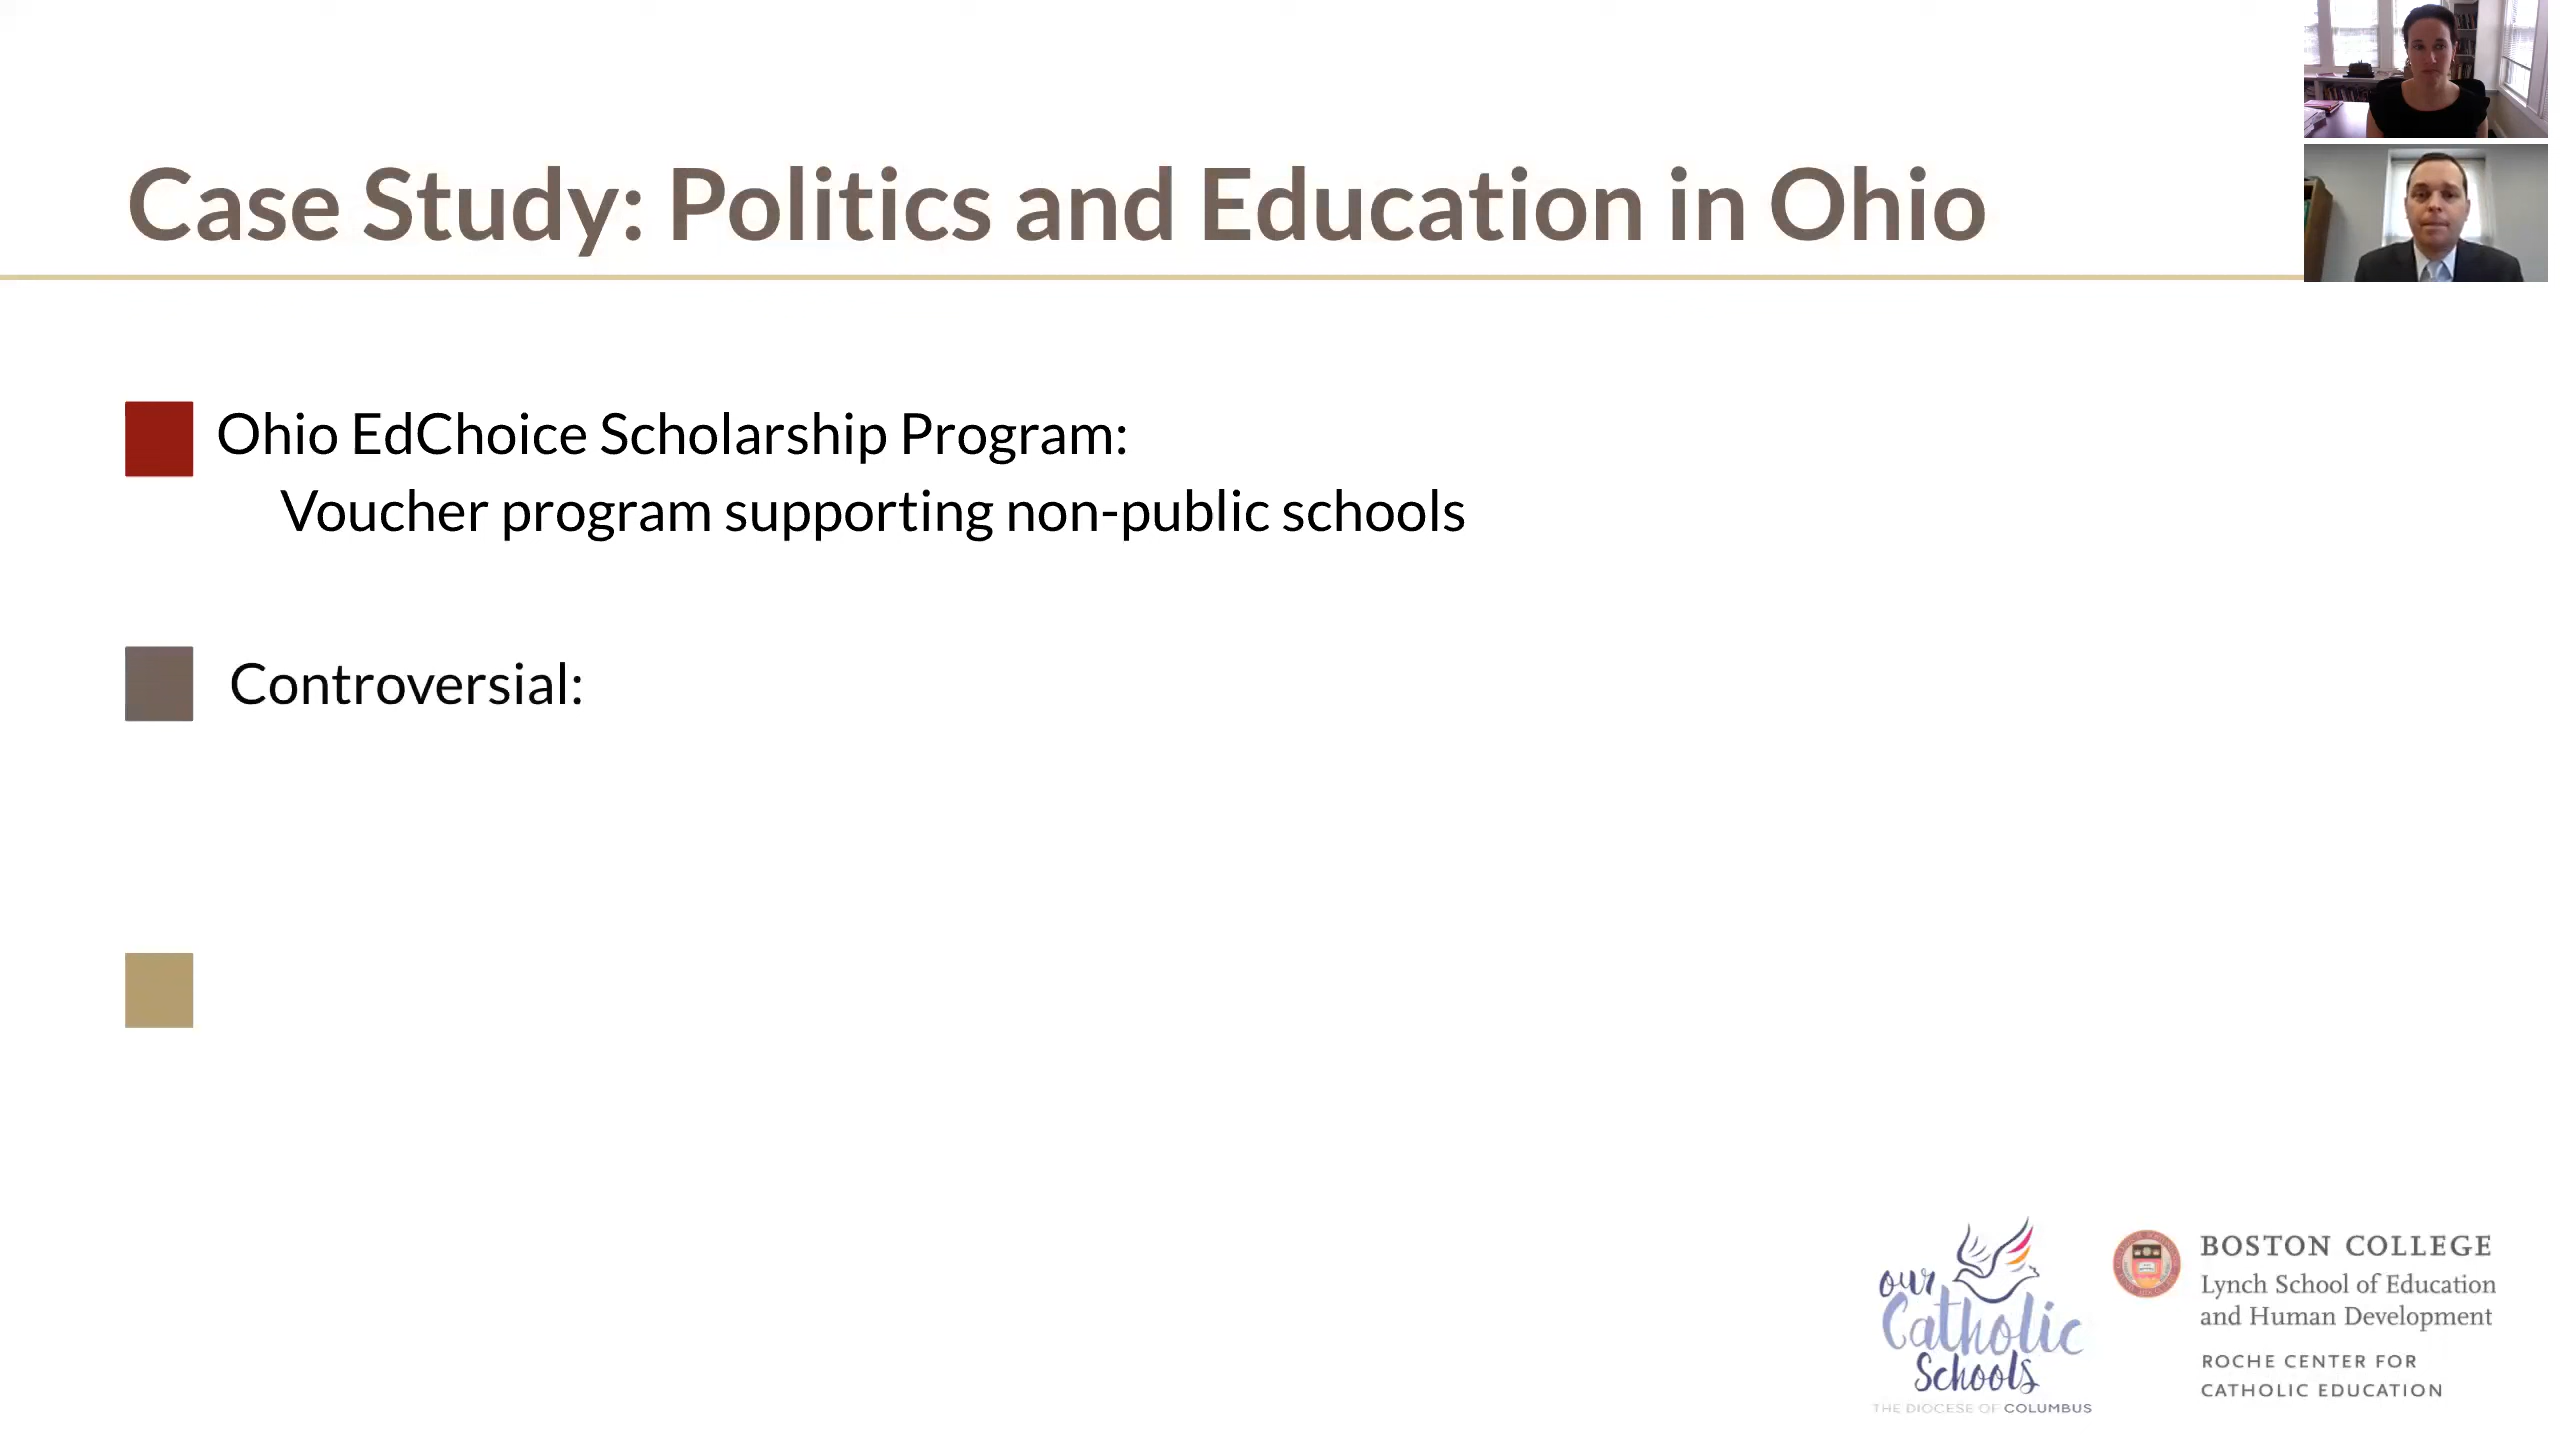 Case Study: Politics and Education in Ohio
Ohio EdChoice Scholarship Program:
Voucher program supporting non-public schools
Controversial:
our
Catholic
Schools
THE DIOCESE OF COLUMBUS
BOSTON COLLEGE
Lynch School of Education
and Human Development
ROCHE CENTER FOR
CATHOLIC EDUCATION